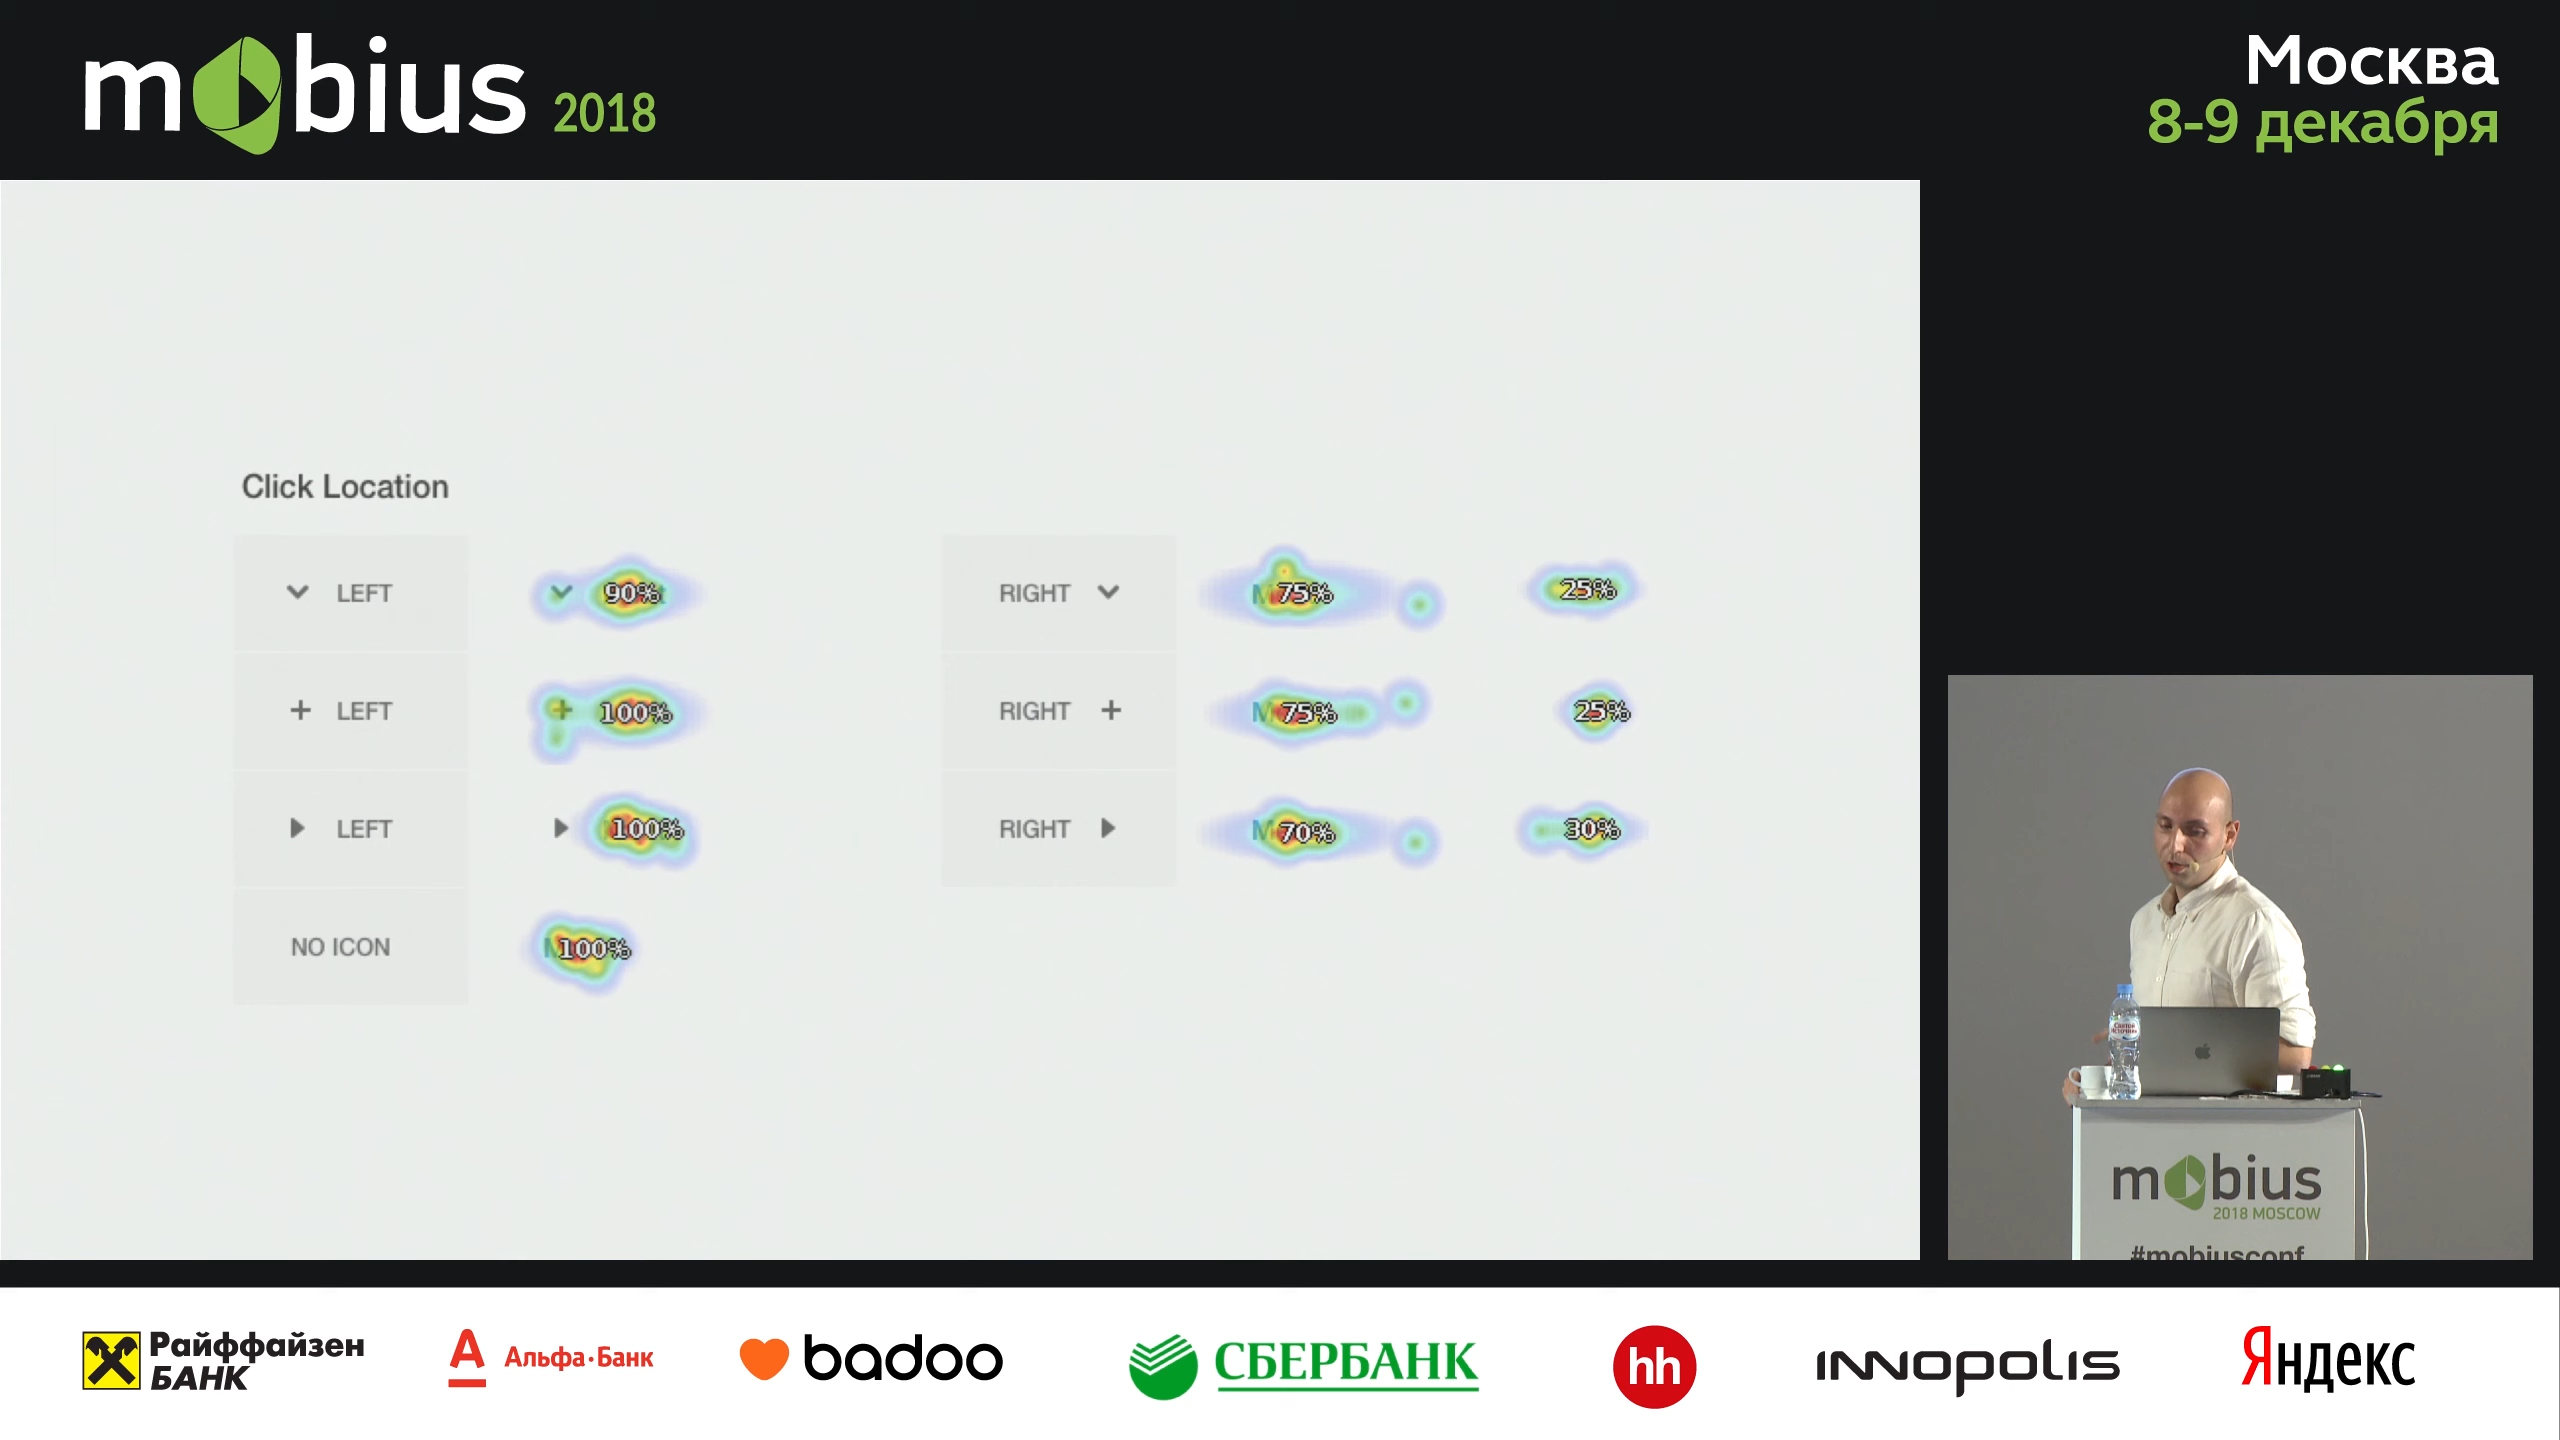 mobius 2018
Москва
8-9 декабря
Click Location
LEFT 90%
RIGHT 75% 25%
LEFT 100%
RIGHT 75% 25%
LEFT 100%
RIGHT 70% 30%
NO ICON 100%
mobius
2018 MOSCOW
#mobiusconf
Райффайзен
БАНК
Альфа·Банк
badoo
СБЕРБАНК
hh
INNOPOLIS
Яндекс